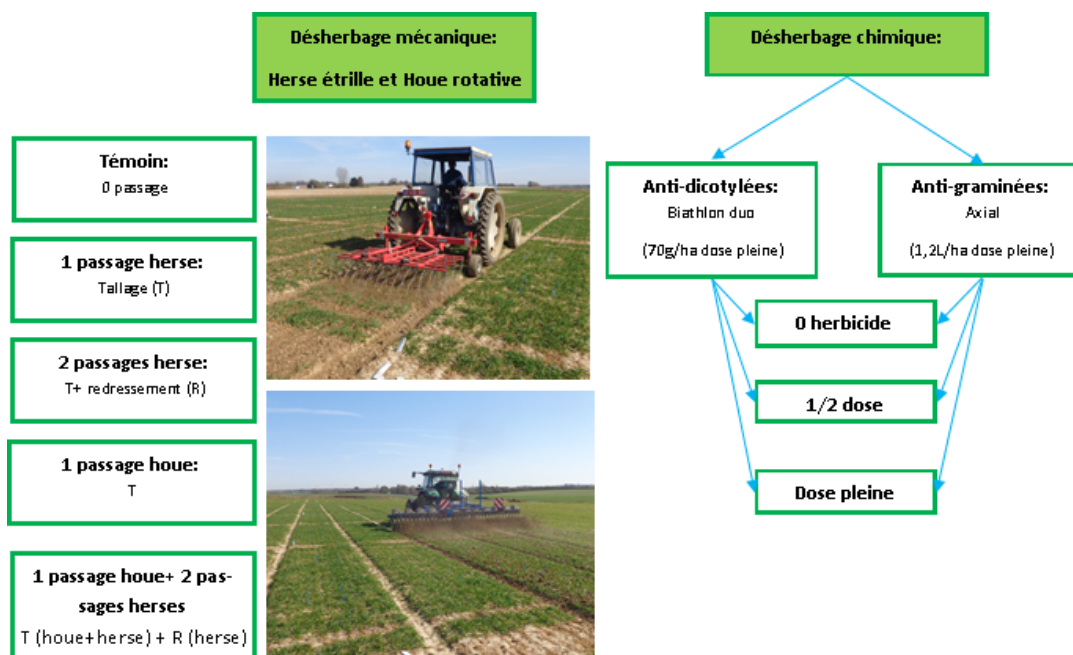 Désherbage mécanique:
Herse étrille et Houe rotative
Désherbage chimique:
Témoin:
0 passage
1 passage herse:
Tallage (T)
2 passages herse:
T+ redressement (R)
1 passage houe:
T
1 passage houe+ 2 pas-
sages herses
T (houe+herse) + R (herse)
Anti-dicotylées:
Biathlon duo
(70g/ha dose pleine)
Anti-graminées:
Axial
(1,2L/ha dose pleine)
0 herbicide
1/2 dose
Dose pleine